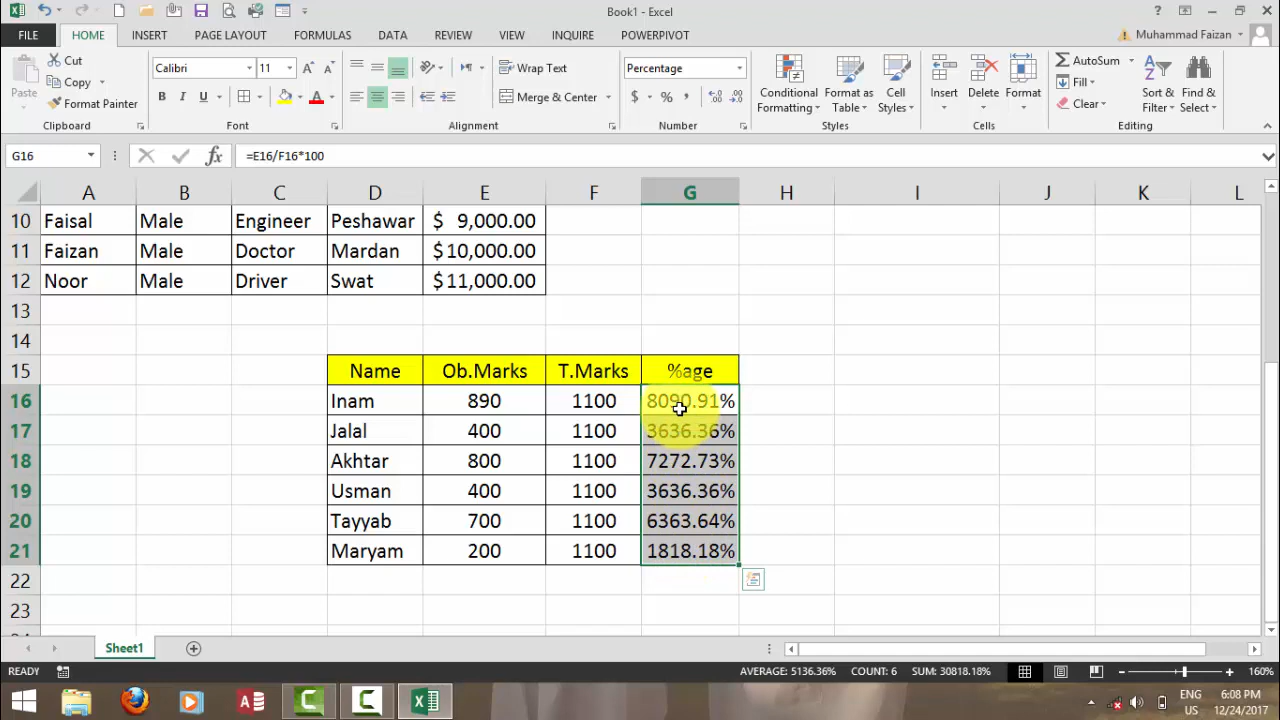 Book1 - Excel
FILE HOME INSERT PAGE LAYOUT FORMULAS DATA REVIEW VIEW INQUIRE POWERPIVOT Muhammad Faizan
Cut
Copy
Format Painter
Paste
Clipboard
Calibri 11
B I U
Font
Wrap Text
Merge & Center
Alignment
Percentage
$ % ,
Number
Conditional Formatting
Format as Table
Cell Styles
Styles
Insert Delete Format
Cells
AutoSum
Fill
Clear
Sort & Filter
Find & Select
Editing
G16 fx =E16/F16*100
A B C D E F G H I J K L
10 Faisal Male Engineer Peshawar $ 9,000.00
11 Faizan Male Doctor Mardan $10,000.00
12 Noor Male Driver Swat $11,000.00
13
14
15 Name Ob.Marks T.Marks %age
16 Inam 890 1100 8090.91%
17 Jalal 400 1100 3636.36%
18 Akhtar 800 1100 7272.73%
19 Usman 400 1100 3636.36%
20 Tayyab 700 1100 6363.64%
21 Maryam 200 1100 1818.18%
22
23
Sheet1
READY AVERAGE: 5136.36% COUNT: 6 SUM: 30818.18% 160%
ENG 6:08 PM
US 12/24/2017